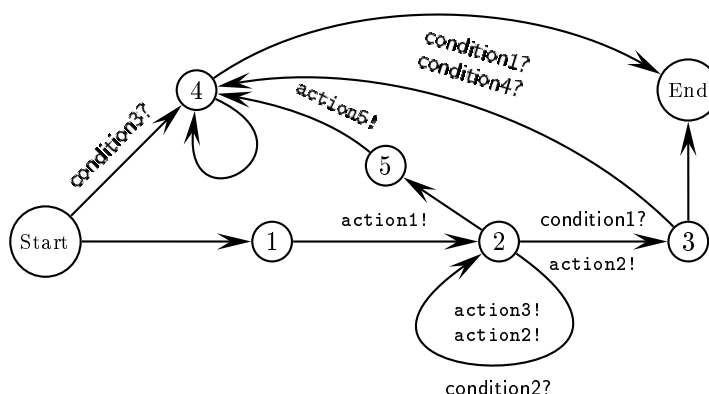 condition1?
condition4?
End
4
action5!
condition3?
5
action1!
condition1?
Start
1
2
3
action2!
action3!
action2!
condition2?